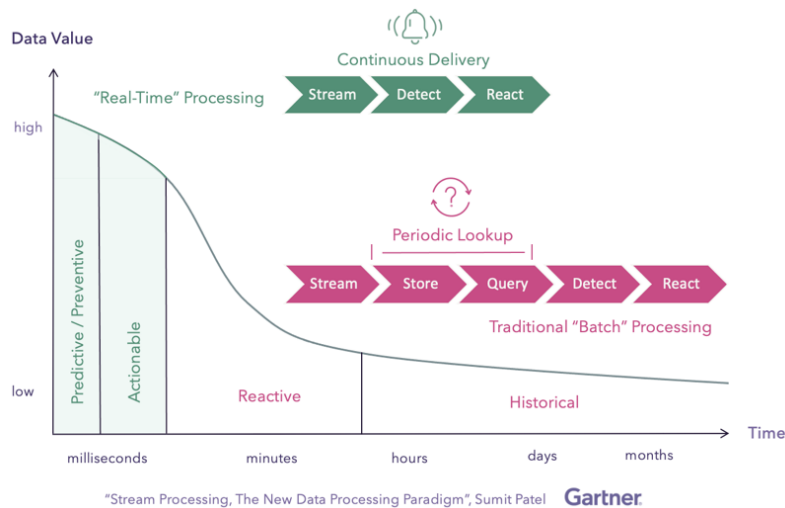 Data Value
Continuous Delivery
"Real-Time" Processing
Stream
Detect
React
high
?
Periodic Lookup
Stream
Store
Query
Detect
React
Traditional "Batch" Processing
Predictive / Preventive
Actionable
low
Reactive
Historical
Time
milliseconds
minutes
hours
days
months
"Stream Processing, The New Data Processing Paradigm", Sumit Patel
Gartner.